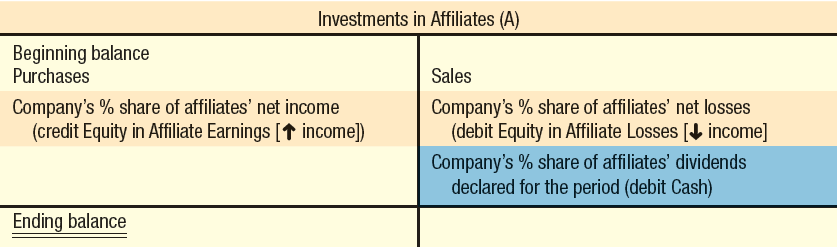 Investments in Affiliates (A)
Beginning balance
Purchases
Sales
Company's % share of affiliates' net income
(credit Equity in Affiliate Earnings [↑ income])
Company's % share of affiliates' net losses
(debit Equity in Affiliate Losses [↓ income]
Company's % share of affiliates' dividends
declared for the period (debit Cash)
Ending balance